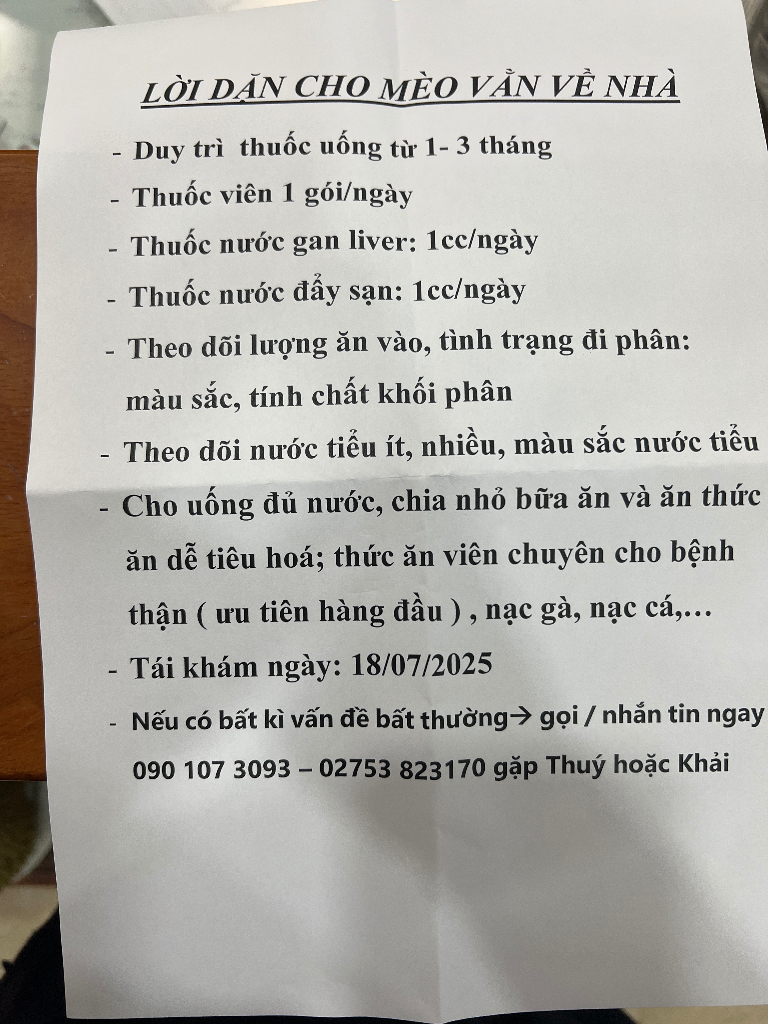 LỜI DẶN CHO MÈO VẰN VỀ NHÀ
- Duy trì thuốc uống từ 1- 3 tháng
- Thuốc viên 1 gói/ngày
- Thuốc nước gan liver: 1cc/ngày
- Thuốc nước đẩy sạn: 1cc/ngày
- Theo dõi lượng ăn vào, tình trạng đi phân:
màu sắc, tính chất khối phân
- Theo dõi nước tiểu ít, nhiều, màu sắc nước tiểu
- Cho uống đủ nước, chia nhỏ bữa ăn và ăn thức
ăn dễ tiêu hoá; thức ăn viên chuyên cho bệnh
thận ( ưu tiên hàng đầu ) , nạc gà, nạc cá,...
- Tái khám ngày: 18/07/2025
- Nếu có bất kì vấn đề bất thường→ gọi / nhắn tin ngay
090 107 3093 – 02753 823170 gặp Thuý hoặc Khải